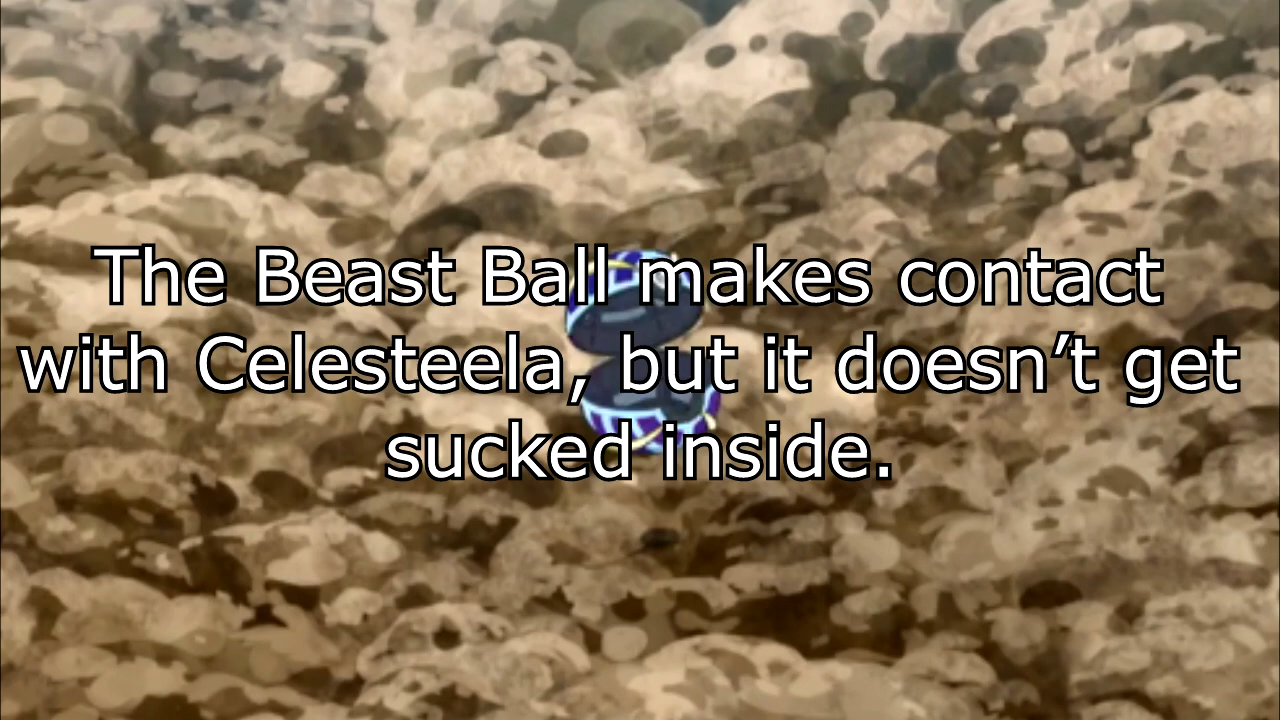 The Beast Ball makes contact
with Celesteela, but it doesn’t get
sucked inside.